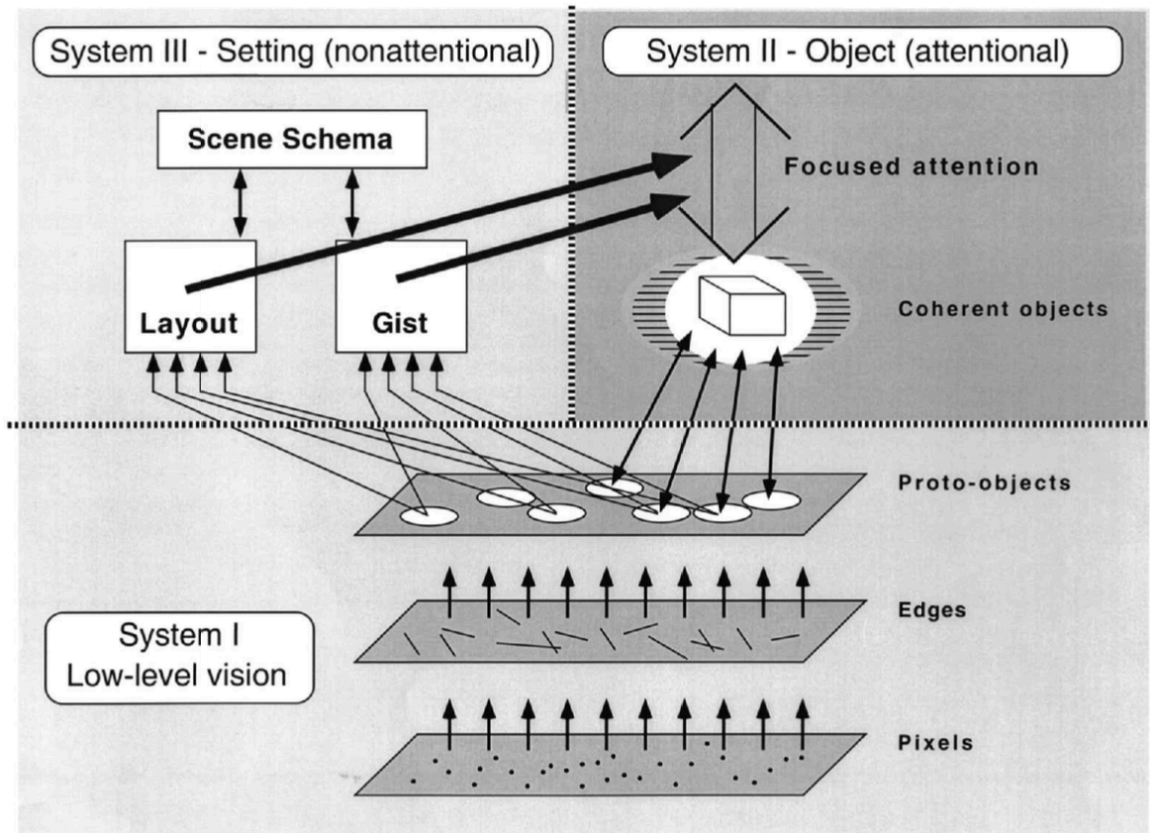 System III - Setting (nonattentional)
System II - Object (attentional)
Scene Schema
Focused attention
Layout
Gist
Coherent objects
Proto-objects
Edges
System I
Low-level vision
Pixels